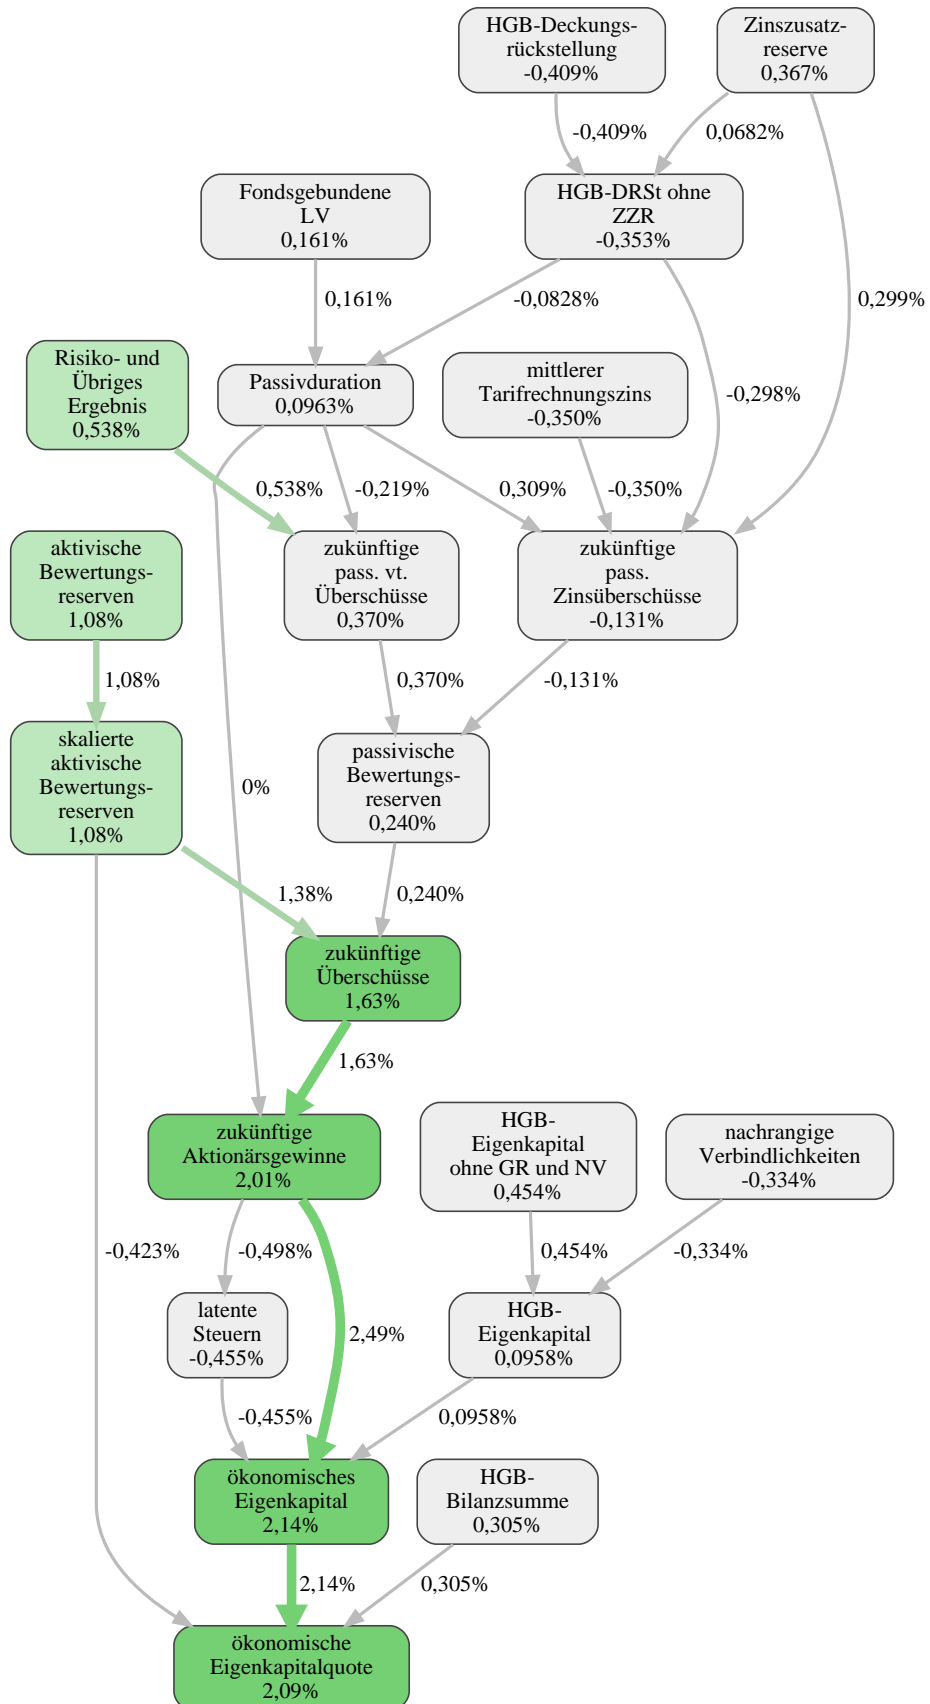 HGB-Deckungs-
rückstellung
-0,409%
Zinszusatz-
reserve
0,367%
-0,409%
0,0682%
Fondsgebundene
LV
0,161%
HGB-DRSt ohne
ZZR
-0,353%
0,161%
-0,0828%
0,299%
Risiko- und
Übriges
Ergebnis
0,538%
Passivduration
0,0963%
mittlerer
Tarifrechnungszins
-0,350%
-0,298%
0,538%
-0,219%
0,309%
-0,350%
aktivische
Bewertungs-
reserven
1,08%
zukünftige
pass. vt.
Überschüsse
0,370%
zukünftige
pass.
Zinsüberschüsse
-0,131%
1,08%
0,370%
-0,131%
skalierte
aktivische
Bewertungs-
reserven
1,08%
0%
passivische
Bewertungs-
reserven
0,240%
1,38%
0,240%
zukünftige
Überschüsse
1,63%
1,63%
zukünftige
Aktionärsgewinne
2,01%
HGB-
Eigenkapital
ohne GR und NV
0,454%
nachrangige
Verbindlichkeiten
-0,334%
-0,423%
-0,498%
0,454%
-0,334%
latente
Steuern
-0,455%
2,49%
HGB-
Eigenkapital
0,0958%
-0,455%
0,0958%
ökonomisches
Eigenkapital
2,14%
HGB-
Bilanzsumme
0,305%
2,14%
0,305%
ökonomische
Eigenkapitalquote
2,09%